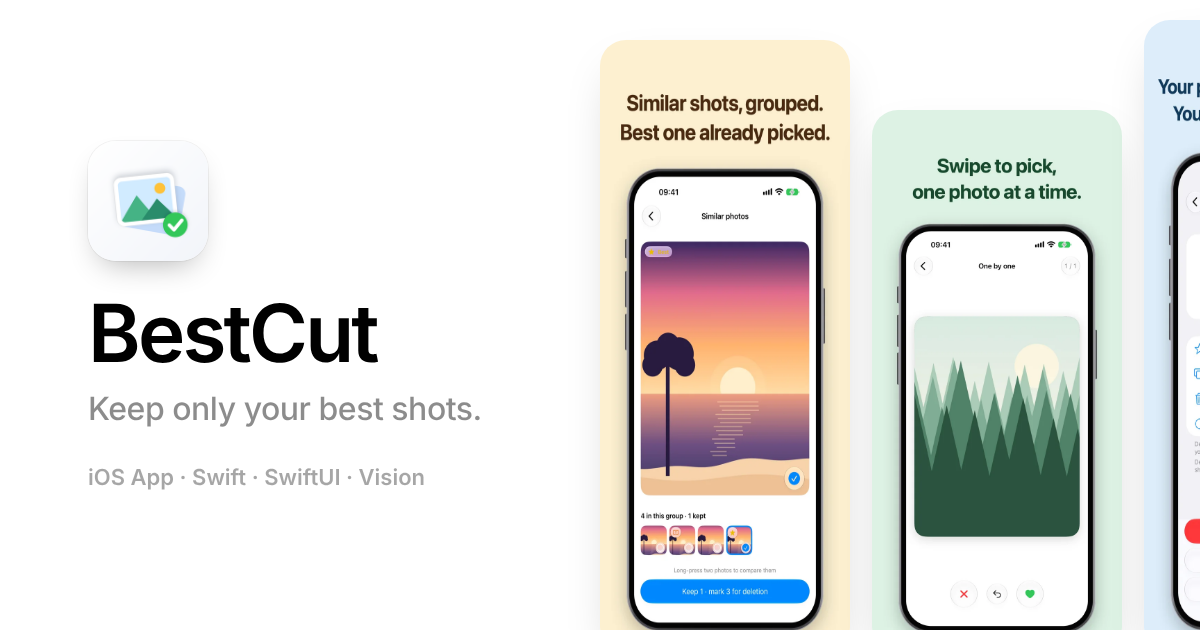 BestCut
Keep only your best shots.
iOS App · Swift · SwiftUI · Vision
Similar shots, grouped.
Best one already picked.
09:41
Similar photos
4 in this group · 1 kept
Long-press two photos to compare them
Keep 1 · mark 3 for deletion
Swipe to pick,
one photo at a time.
09:41
One by one
1 / 1
Your
You